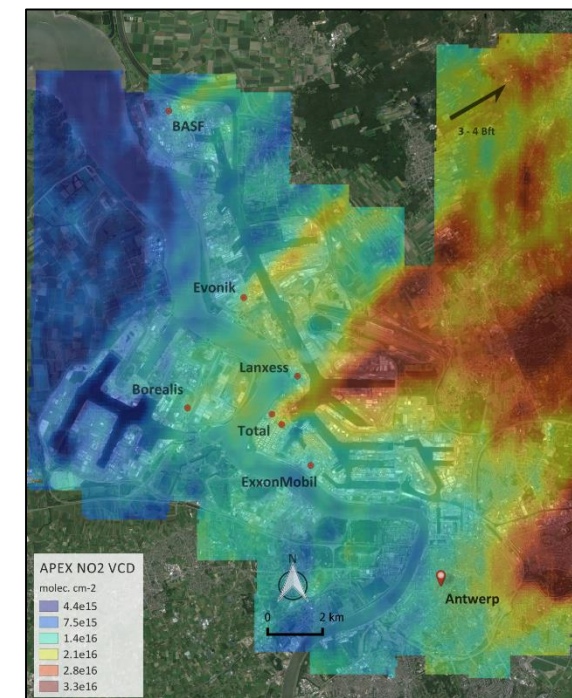 3 - 4 Bft
BASF
Evonik
Lanxess
Borealis
Total
ExxonMobil
N
0 2 km
Antwerp
APEX NO2 VCD
molec. cm-2
4.4e15
7.5e15
1.4e16
2.1e16
2.8e16
3.3e16